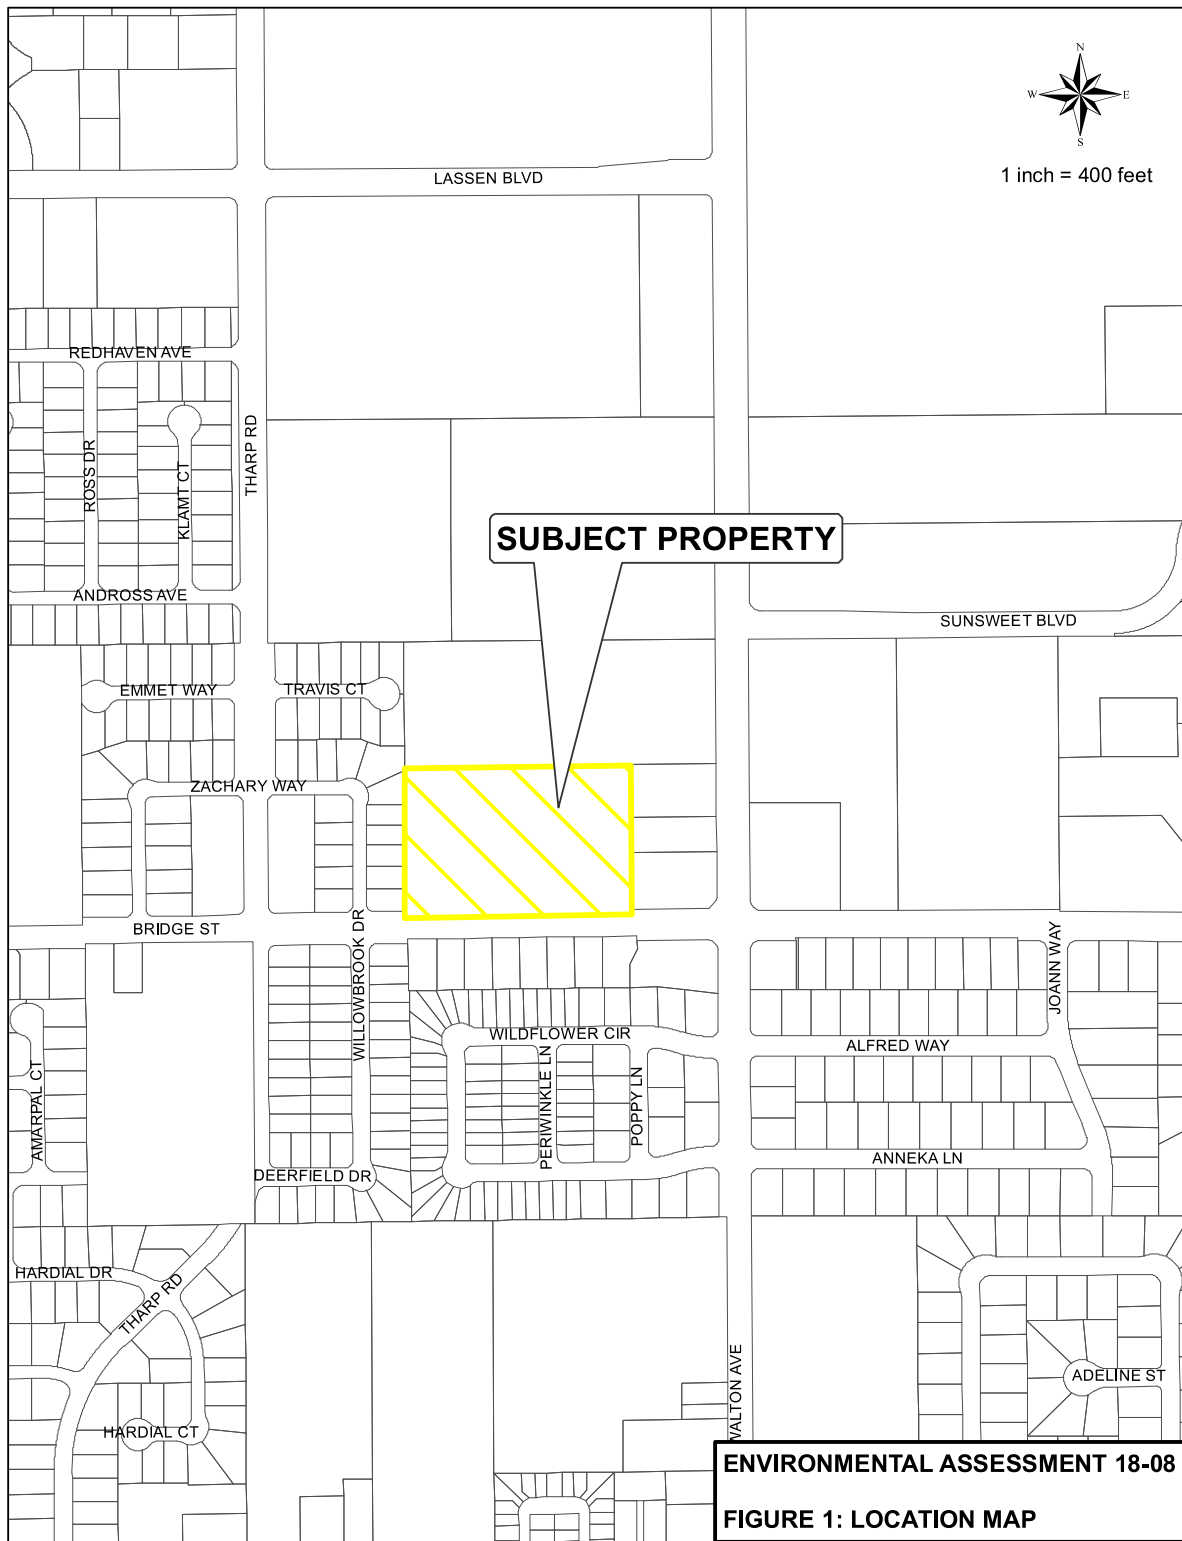 N
W E
S
1 inch = 400 feet
LASSEN BLVD
REDHAVEN AVE
ROSS DR
KLAMT CT
THARP RD
SUBJECT PROPERTY
ANDROSS AVE
SUNSWEET BLVD
EMMET WAY
TRAVIS CT
ZACHARY WAY
BRIDGE ST
WILLOWBROOK DR
JOANN WAY
WILDFLOWER CIR
ALFRED WAY
AMARPAL CT
PERIWINKLE LN
POPPY LN
ANNEKA LN
DEERFIELD DR
HARDIAL DR
THARP RD
WALTON AVE
ADELINE ST
HARDIAL CT
ENVIRONMENTAL ASSESSMENT 18-08
FIGURE 1: LOCATION MAP